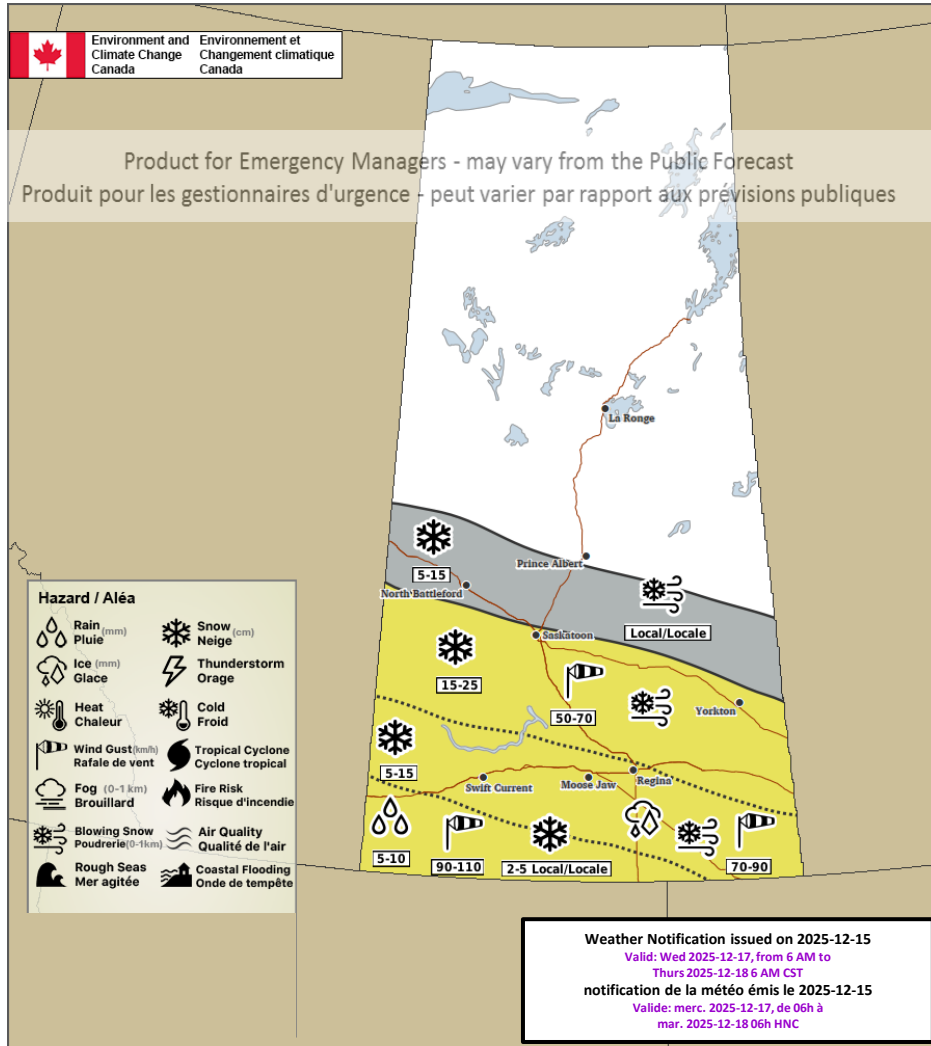 Environment and Environnement et
Climate Change Changement climatique
Canada Canada
Product for Emergency Managers - may vary from the Public Forecast
Produit pour les gestionnaires d'urgence - peut varier par rapport aux prévisions publiques
La Ronge
Prince Albert
5-15
North Battleford
Local/Locale
Saskatoon
15-25
50-70
Yorkton
5-15
Swift Current
Moose Jaw
Regina
5-10
90-110
2-5 Local/Locale
70-90
Hazard / Aléa
Rain (mm)
Pluie
Snow (cm)
Neige
Ice (mm)
Glace
Thunderstorm
Orage
Heat
Chaleur
Cold
Froid
Wind Gust(km/h)
Rafale de vent
Tropical Cyclone
Cyclone tropical
Fog (0-1 km)
Brouillard
Fire Risk
Risque d'incendie
Blowing Snow
Poudrerie(0-1km)
Air Quality
Qualité de l'air
Rough Seas
Mer agitée
Coastal Flooding
Onde de tempête
Weather Notification issued on 2025-12-15
Valid: Wed 2025-12-17, from 6 AM to
Thurs 2025-12-18 6 AM CST
notification de la météo émis le 2025-12-15
Valide: merc. 2025-12-17, de 06h à
mar. 2025-12-18 06h HNC